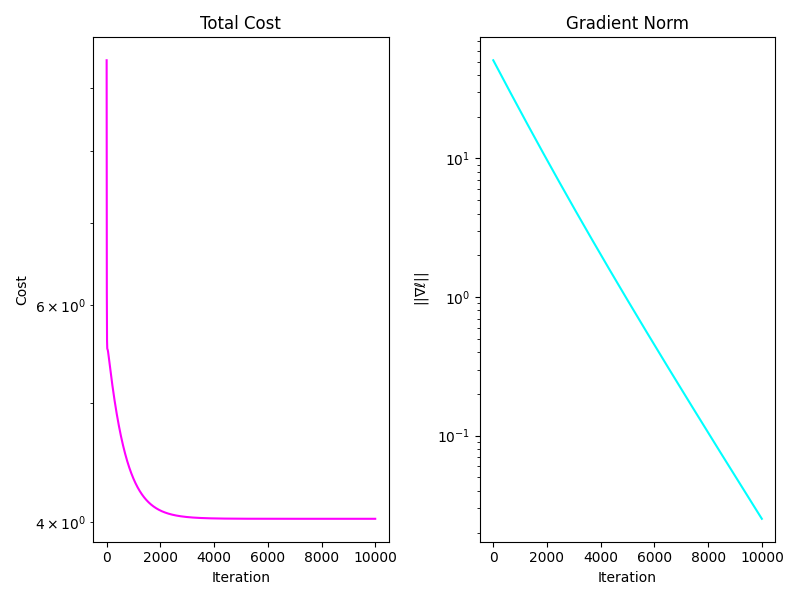 Total Cost
Cost
6 × 10⁰
4 × 10⁰
0 2000 4000 6000 8000 10000
Iteration
Gradient Norm
||∇ℓ||
10¹
10⁰
10⁻¹
0 2000 4000 6000 8000 10000
Iteration